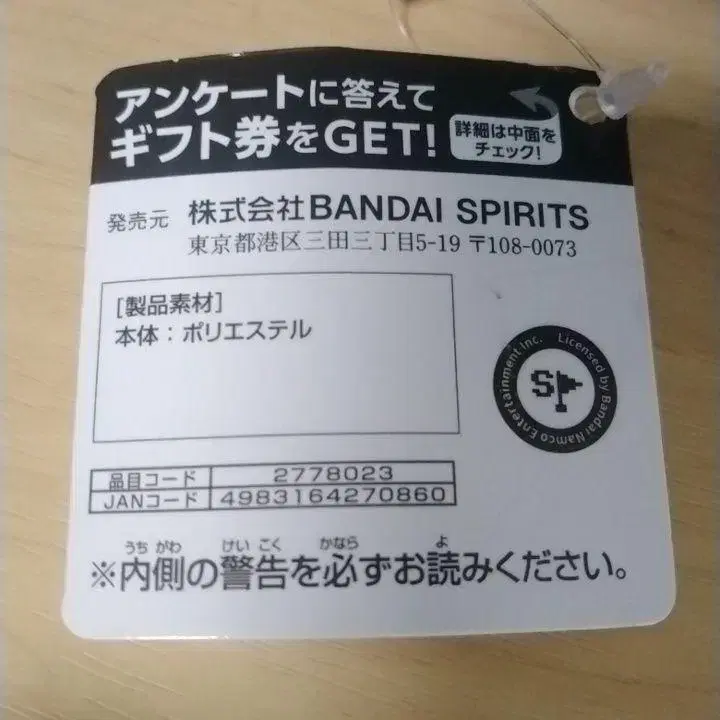 アンケートに答えて
ギフト券をGET!
詳細は中面を
チェック!
発売元 株式会社BANDAI SPIRITS
東京都港区三田三丁目5-19 〒108-0073
[製品素材]
本体：ポリエステル
Licensed by Bandai Namco Entertainment Inc.
SP
品目コード 2778023
JANコード 4983164270860
うち がわ けい こく かなら よ
※内側の警告を必ずお読みください。